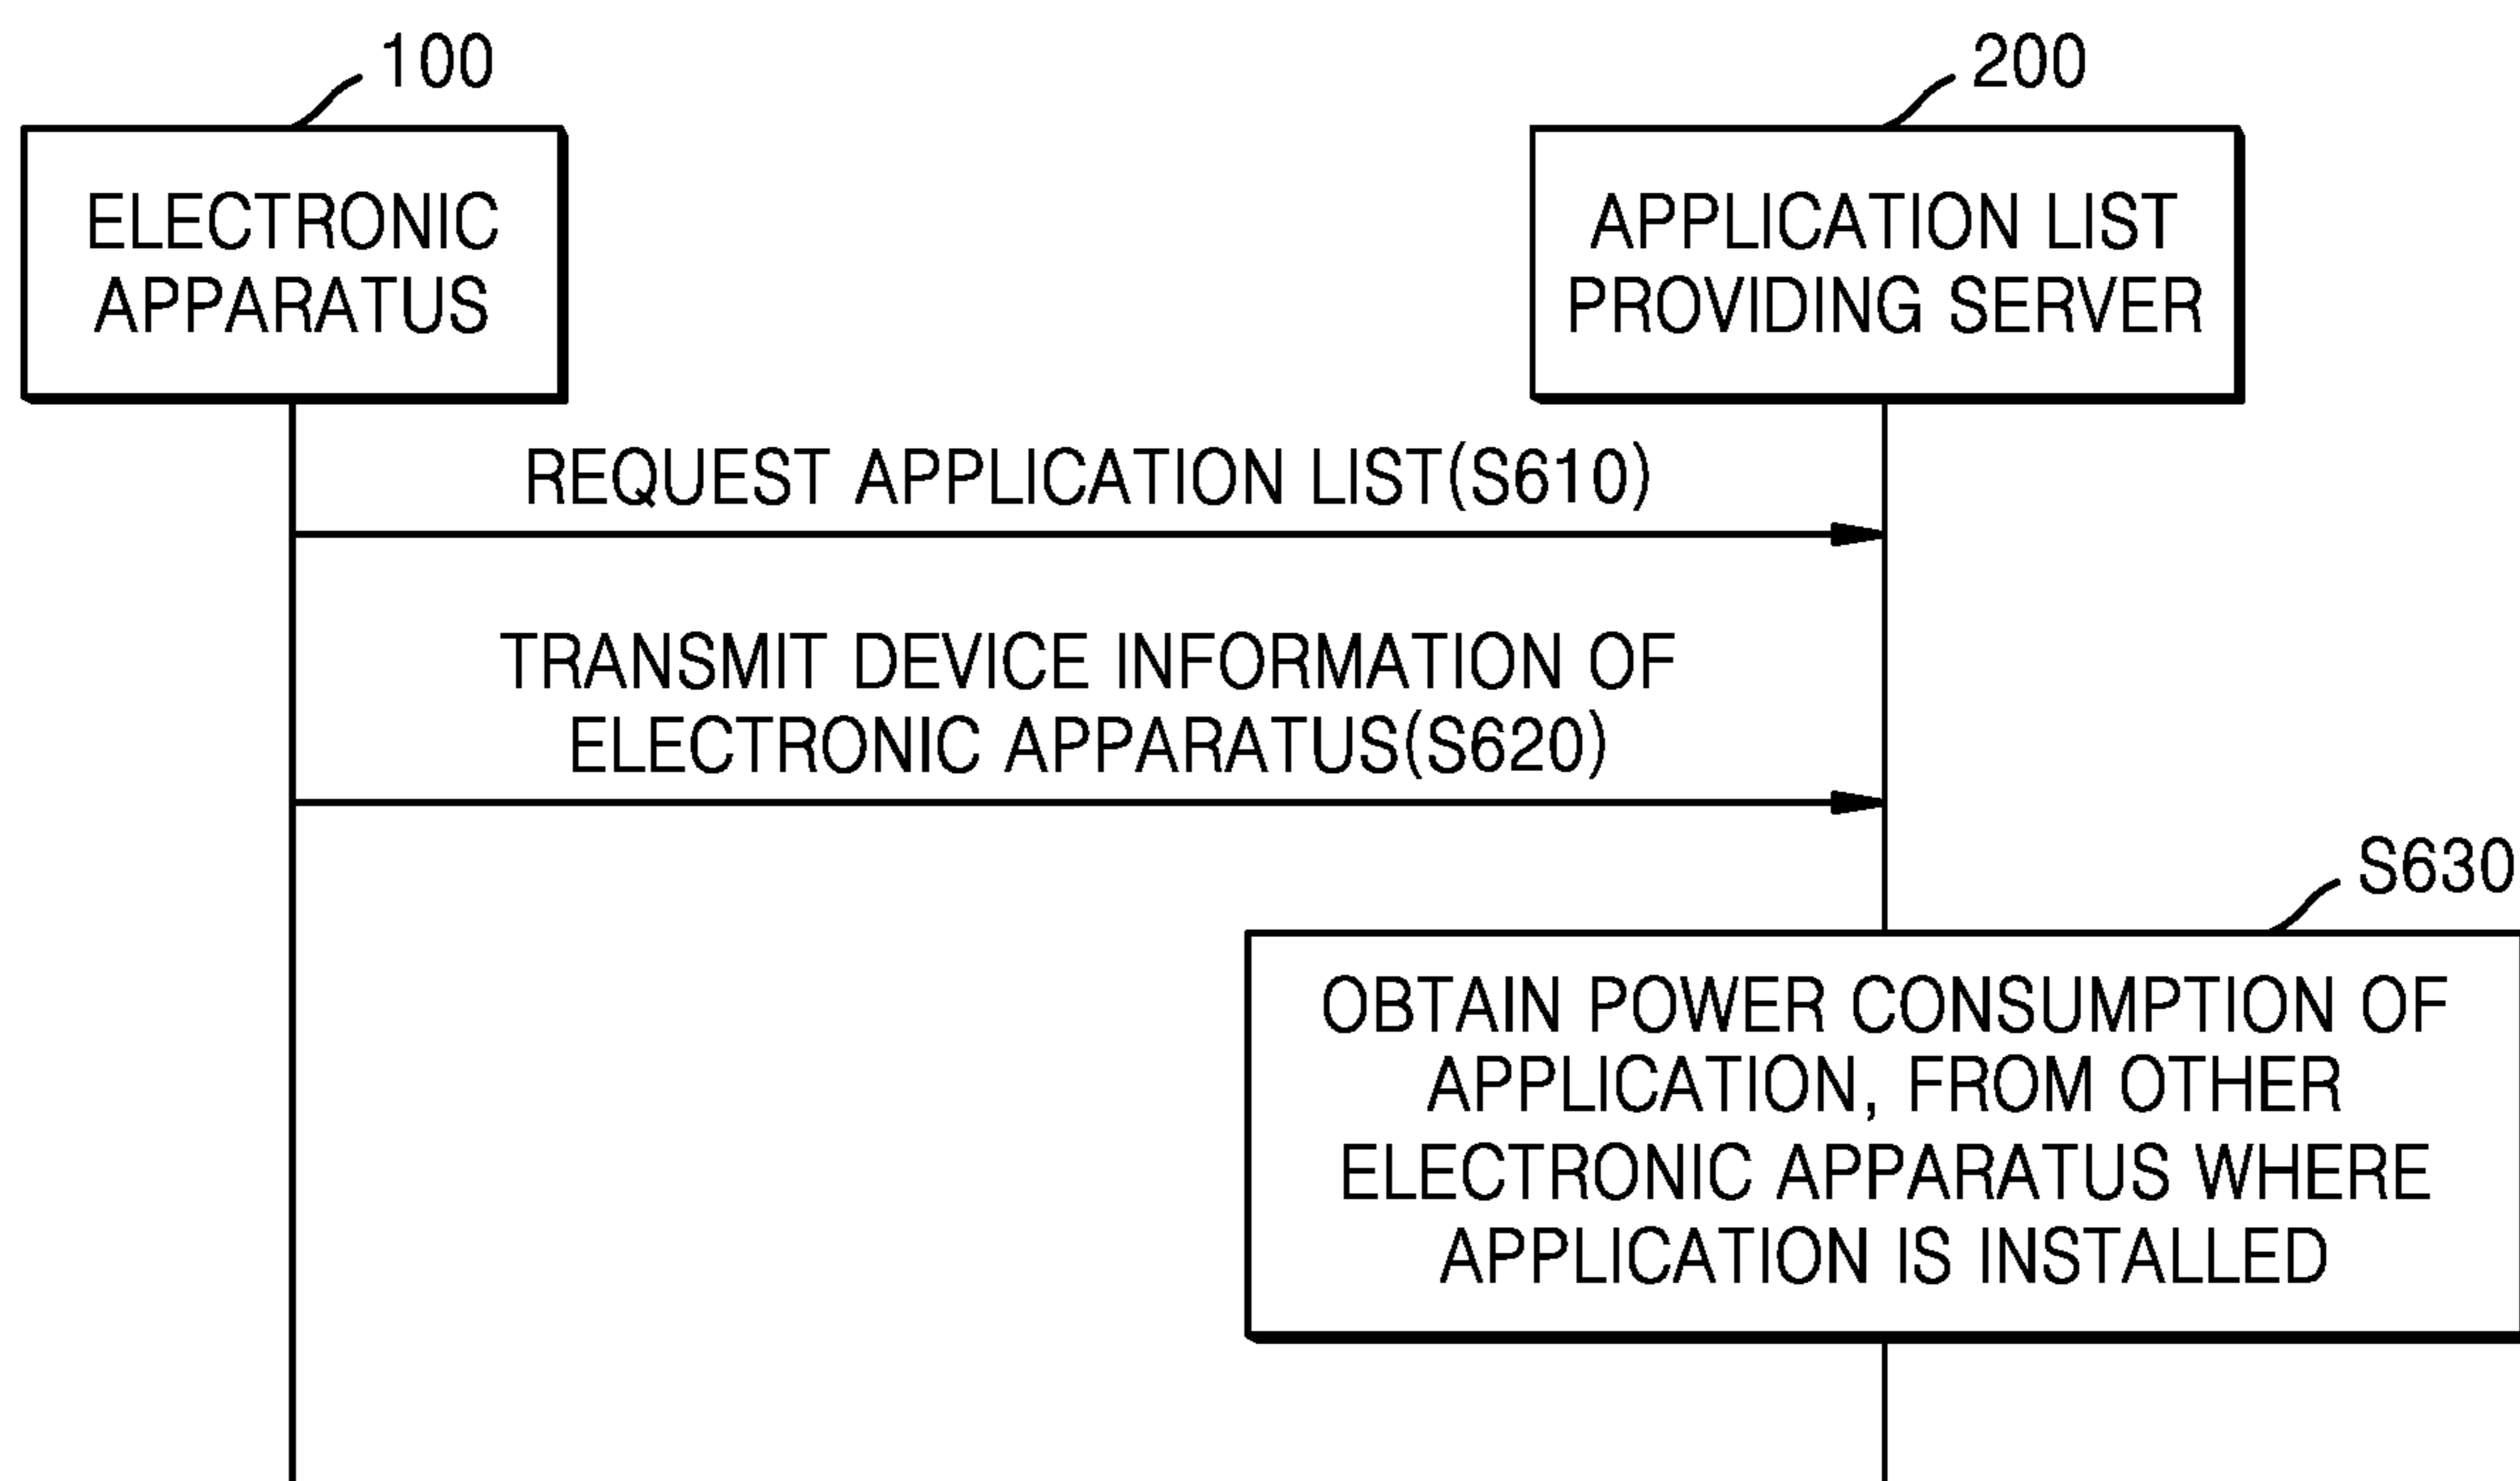 100
200
ELECTRONIC
APPARATUS
APPLICATION LIST
PROVIDING SERVER
REQUEST APPLICATION LIST(S610)
TRANSMIT DEVICE INFORMATION OF
ELECTRONIC APPARATUS(S620)
S630
OBTAIN POWER CONSUMPTION OF
APPLICATION, FROM OTHER
ELECTRONIC APPARATUS WHERE
APPLICATION IS INSTALLED